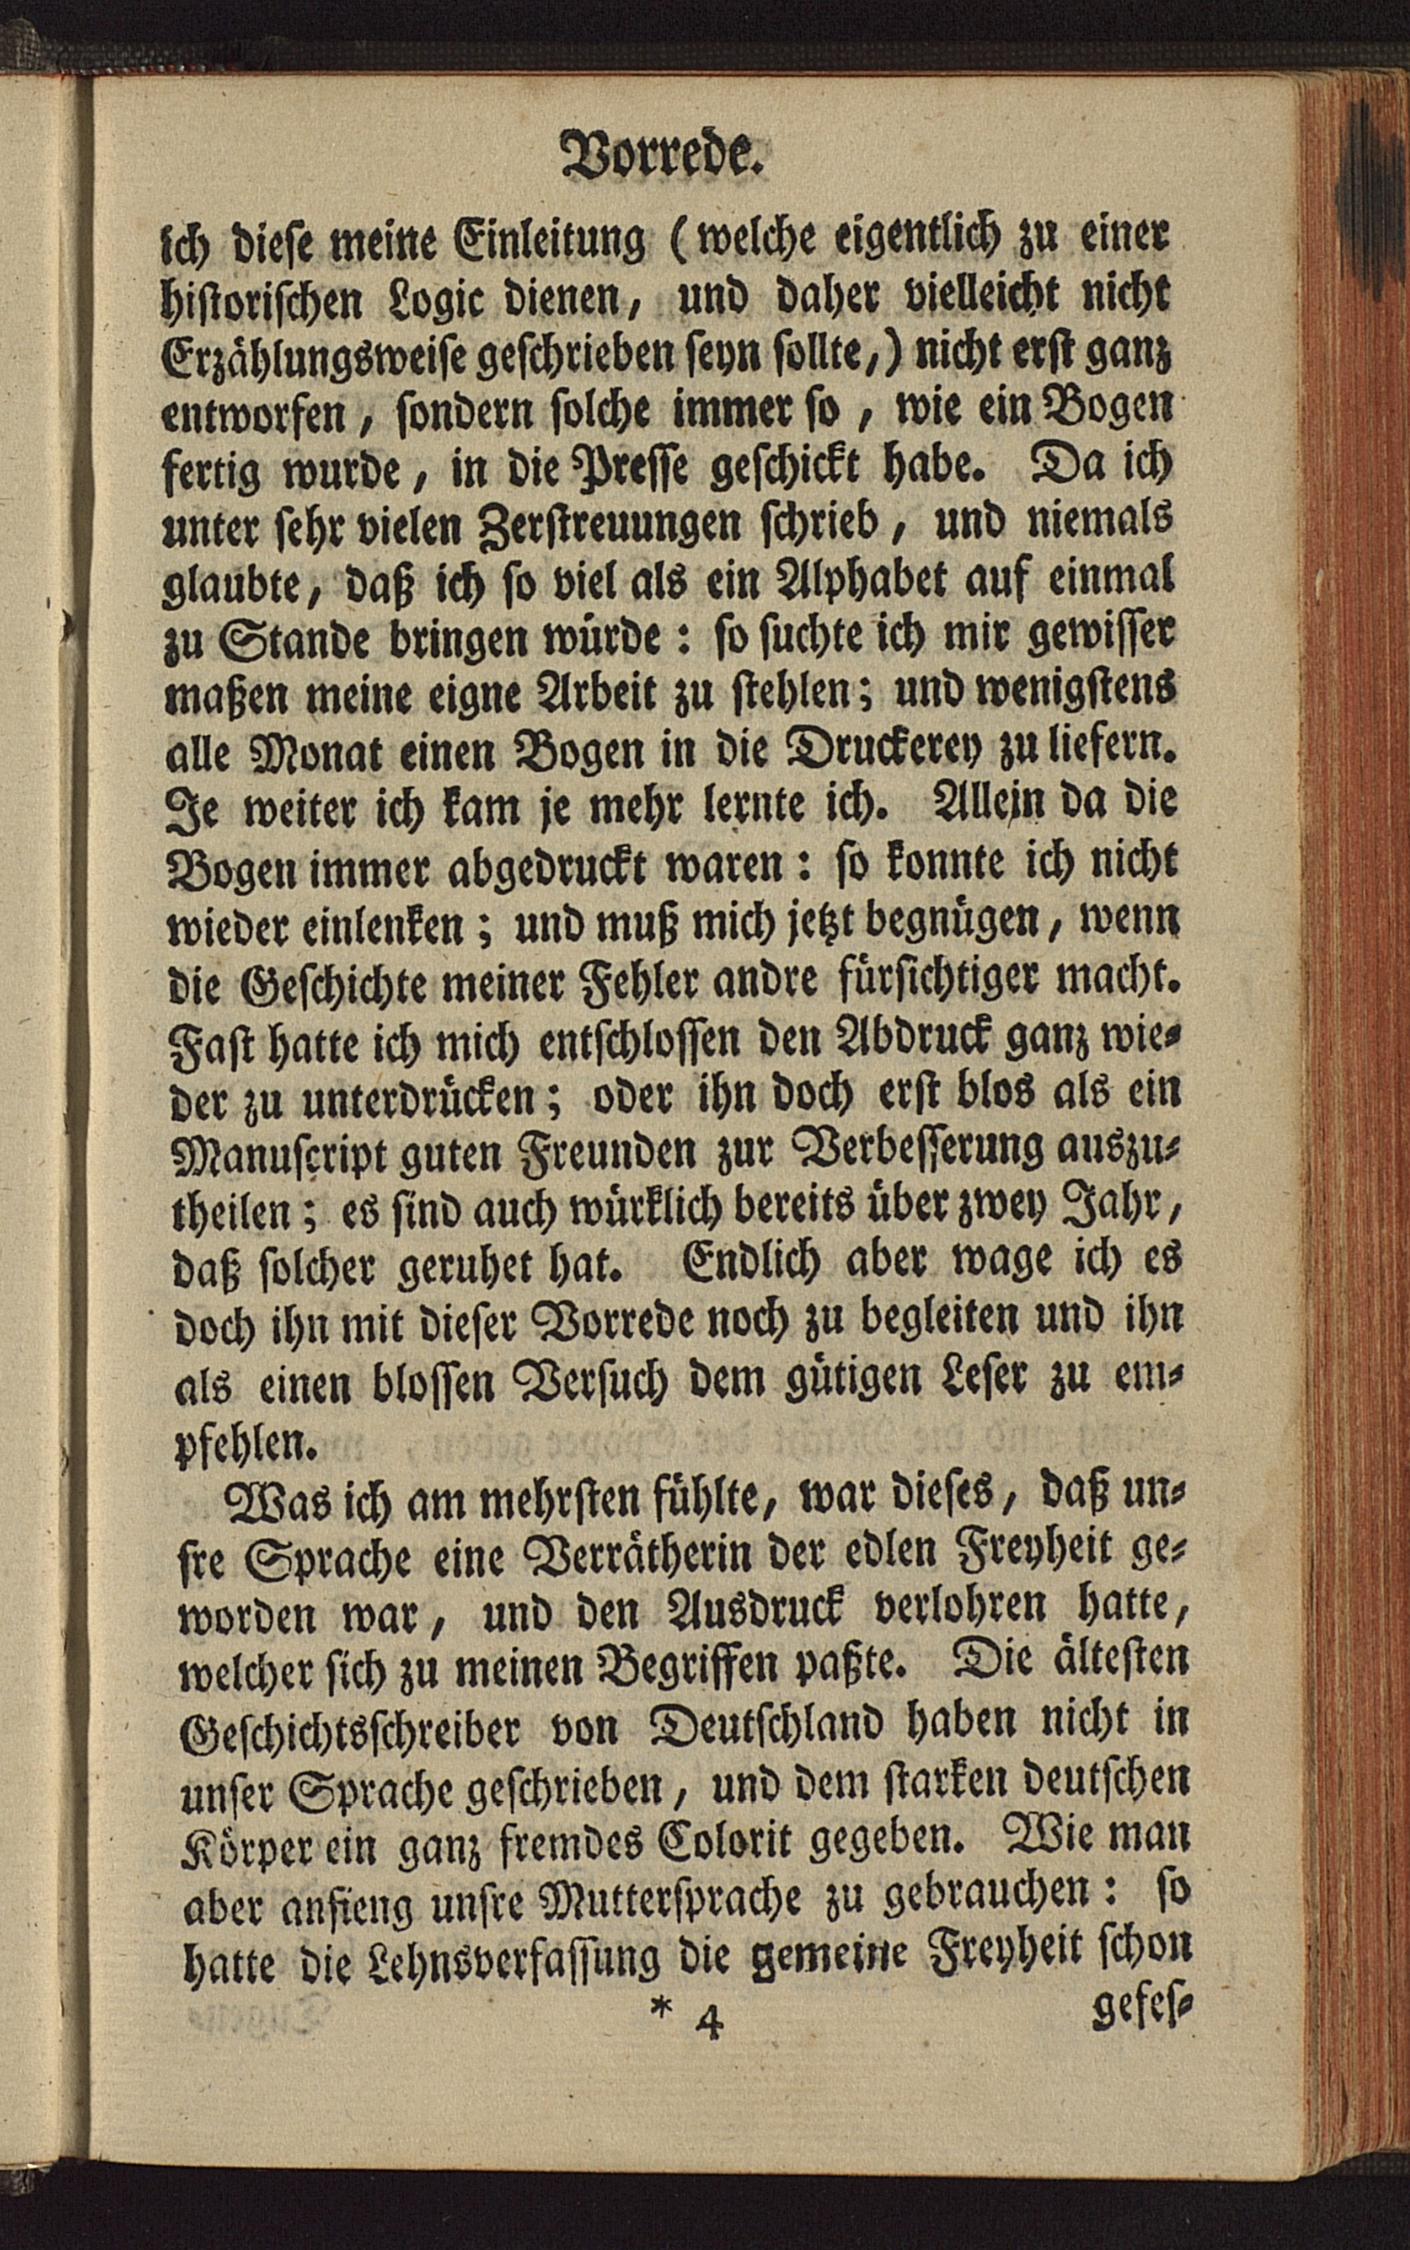 Vorrede.
ich diese meine Einleitung (welche eigentlich zu einer
historischen Logic dienen, und daher vielleicht nicht
Erzählungsweise geschrieben seyn sollte,) nicht erst ganz
entworfen, sondern solche immer so, wie ein Bogen
fertig wurde, in die Presse geschickt habe. Da ich
unter sehr vielen Zerstreuungen schrieb, und niemals
glaubte, daß ich so viel als ein Alphabet auf einmal
zu Stande bringen würde: so suchte ich mir gewisser
maßen meine eigne Arbeit zu stehlen; und wenigstens
alle Monat einen Bogen in die Druckerey zu liefern.
Je weiter ich kam je mehr lernte ich. Allein da die
Bogen immer abgedruckt waren: so konnte ich nicht
wieder einlenken; und muß mich jetzt begnügen, wenn
die Geschichte meiner Fehler andre fürsichtiger macht.
Fast hatte ich mich entschlossen den Abdruck ganz wie-
der zu unterdrücken; oder ihn doch erst blos als ein
Manuscript guten Freunden zur Verbesserung auszu-
theilen; es sind auch würklich bereits über zwey Jahr,
daß solcher geruhet hat. Endlich aber wage ich es
doch ihn mit dieser Vorrede noch zu begleiten und ihn
als einen blossen Versuch dem gütigen Leser zu em-
pfehlen.
Was ich am mehrsten fühlte, war dieses, daß un-
sre Sprache eine Verrätherin der edlen Freyheit ge-
worden war, und den Ausdruck verlohren hatte,
welcher sich zu meinen Begriffen paßte. Die ältesten
Geschichtsschreiber von Deutschland haben nicht in
unser Sprache geschrieben, und dem starken deutschen
Körper ein ganz fremdes Colorit gegeben. Wie man
aber anfieng unsre Muttersprache zu gebrauchen: so
hatte die Lehnsverfassung die gemeine Freyheit schon
* 4 gefes-